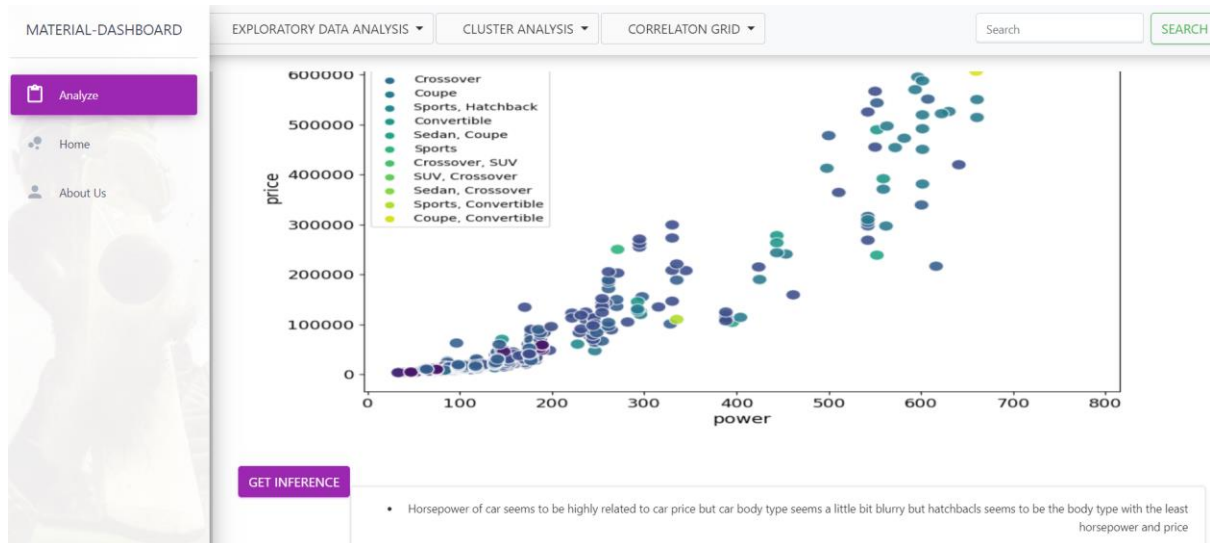 MATERIAL-DASHBOARD
EXPLORATORY DATA ANALYSIS
CLUSTER ANALYSIS
CORRELATON GRID
Search
SEARCH
Analyze
Home
About Us
600000
500000
400000
300000
200000
100000
0
price
Crossover
Coupe
Sports, Hatchback
Convertible
Sedan, Coupe
Sports
Crossover, SUV
SUV, Crossover
Sedan, Crossover
Sports, Convertible
Coupe, Convertible
0 100 200 300 400 500 600 700 800
power
GET INFERENCE
• Horsepower of car seems to be highly related to car price but car body type seems a little bit blurry but hatchbacls seems to be the body type with the least
horsepower and price